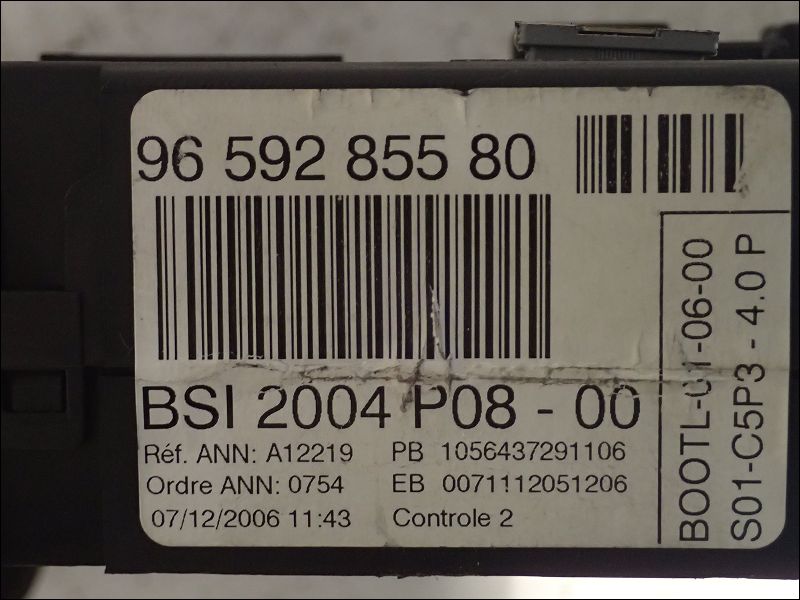 96 592 855 80
BSI 2004 P08 - 00
Réf. ANN: A12219 PB 1056437291106
Ordre ANN: 0754 EB 0071112051206
07/12/2006 11:43 Controle 2
BOOTL-01-06-00
S01-C5P3 - 4.0 P